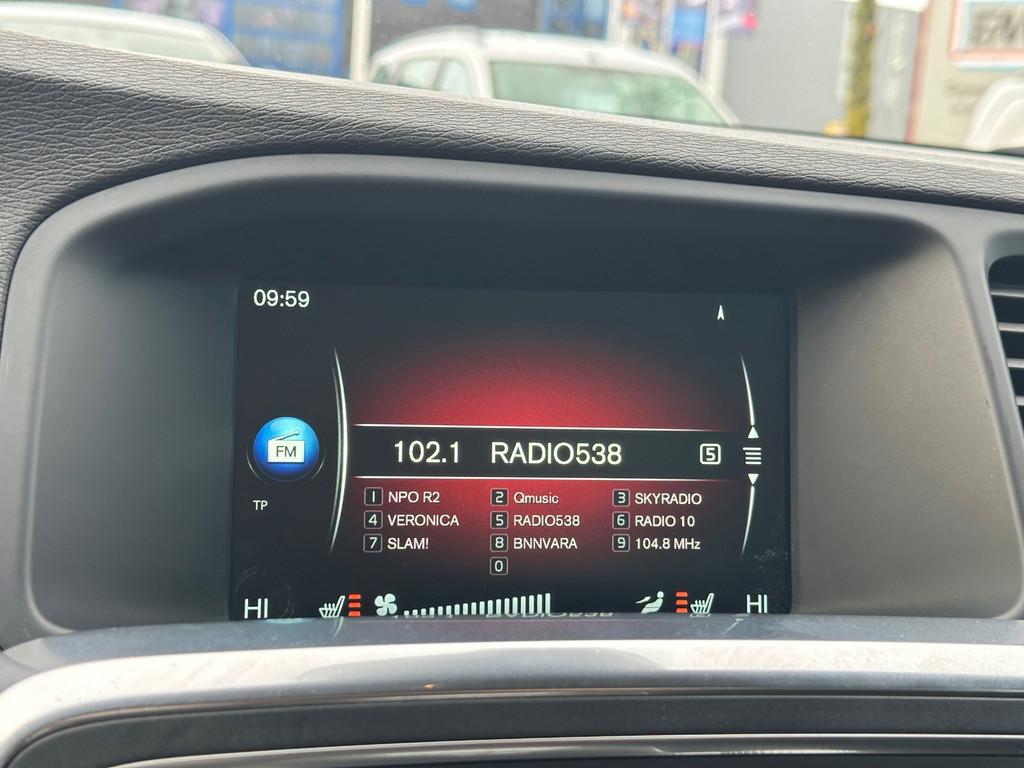 09:59
FM
102.1 RADIO538 5
TP
1 NPO R2 2 Qmusic 3 SKYRADIO
4 VERONICA 5 RADIO538 6 RADIO 10
7 SLAM! 8 BNNVARA 9 104.8 MHz
0
HI HI